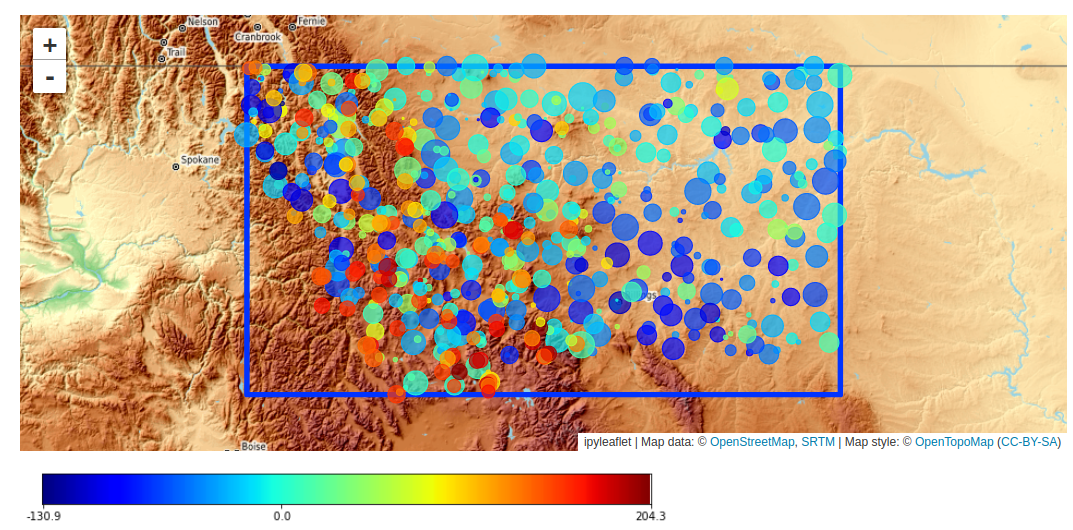 Nelson
Fernie
Cranbrook
Trail
+
-
Spokane
gs
Boise
ipyleaflet | Map data: © OpenStreetMap, SRTM | Map style: © OpenTopoMap (CC-BY-SA)
-130.9 0.0 204.3